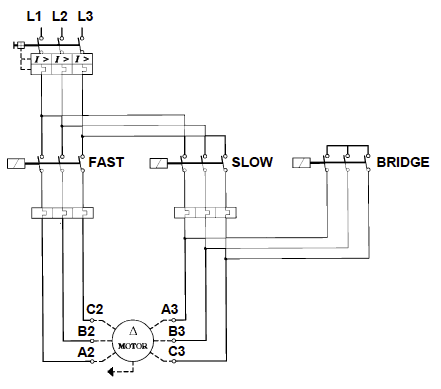 L1 L2 L3
I > I > I >
FAST SLOW BRIDGE
C2 A3
B2 Δ MOTOR B3
A2 C3